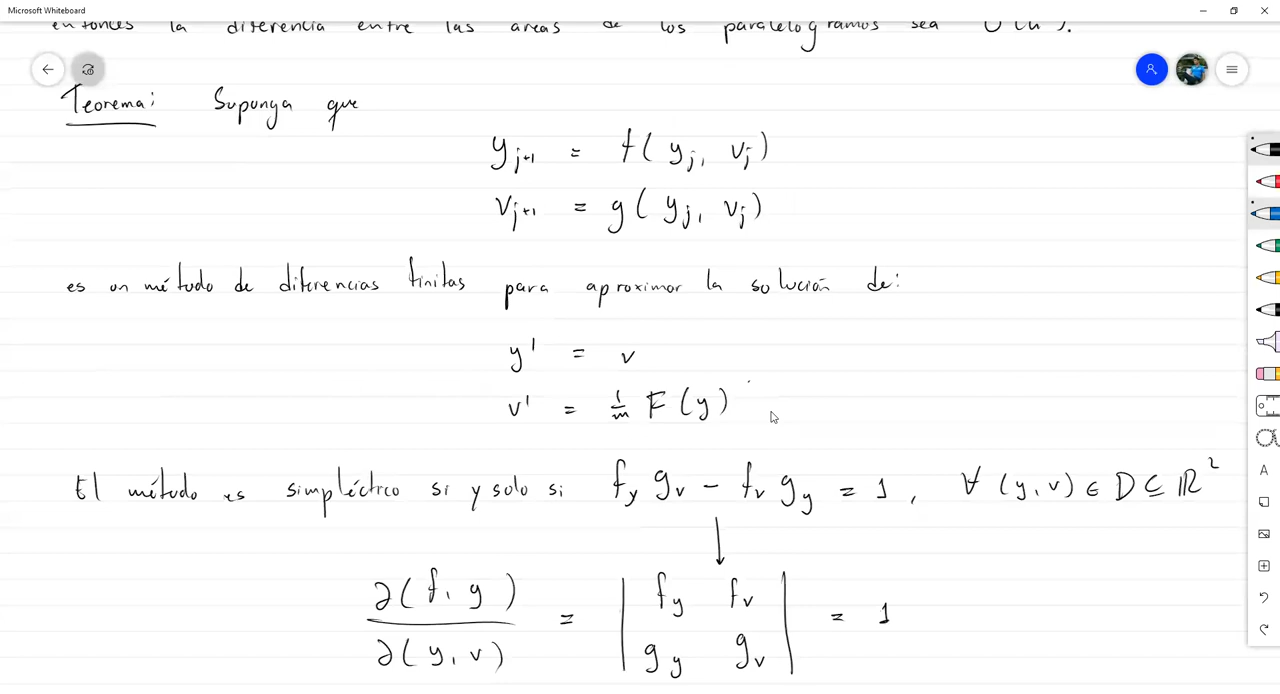 Microsoft Whiteboard
entonces la diferencia entre las áreas de los paralelogramos sea
Teorema: Suponga que
y_{j+1} = f(y_j, v_j)
v_{j+1} = g(y_j, v_j)
es un método de diferencias finitas para aproximar la solución de:
y' = v
v' = 1/m F(y)
El método es simpléctico si y solo si f_y g_v - f_v g_y = 1, ∀ (y, v) ∈ D ⊆ ℝ²
∂(f, g) / ∂(y, v) = | f_y f_v ; g_y g_v | = 1
A